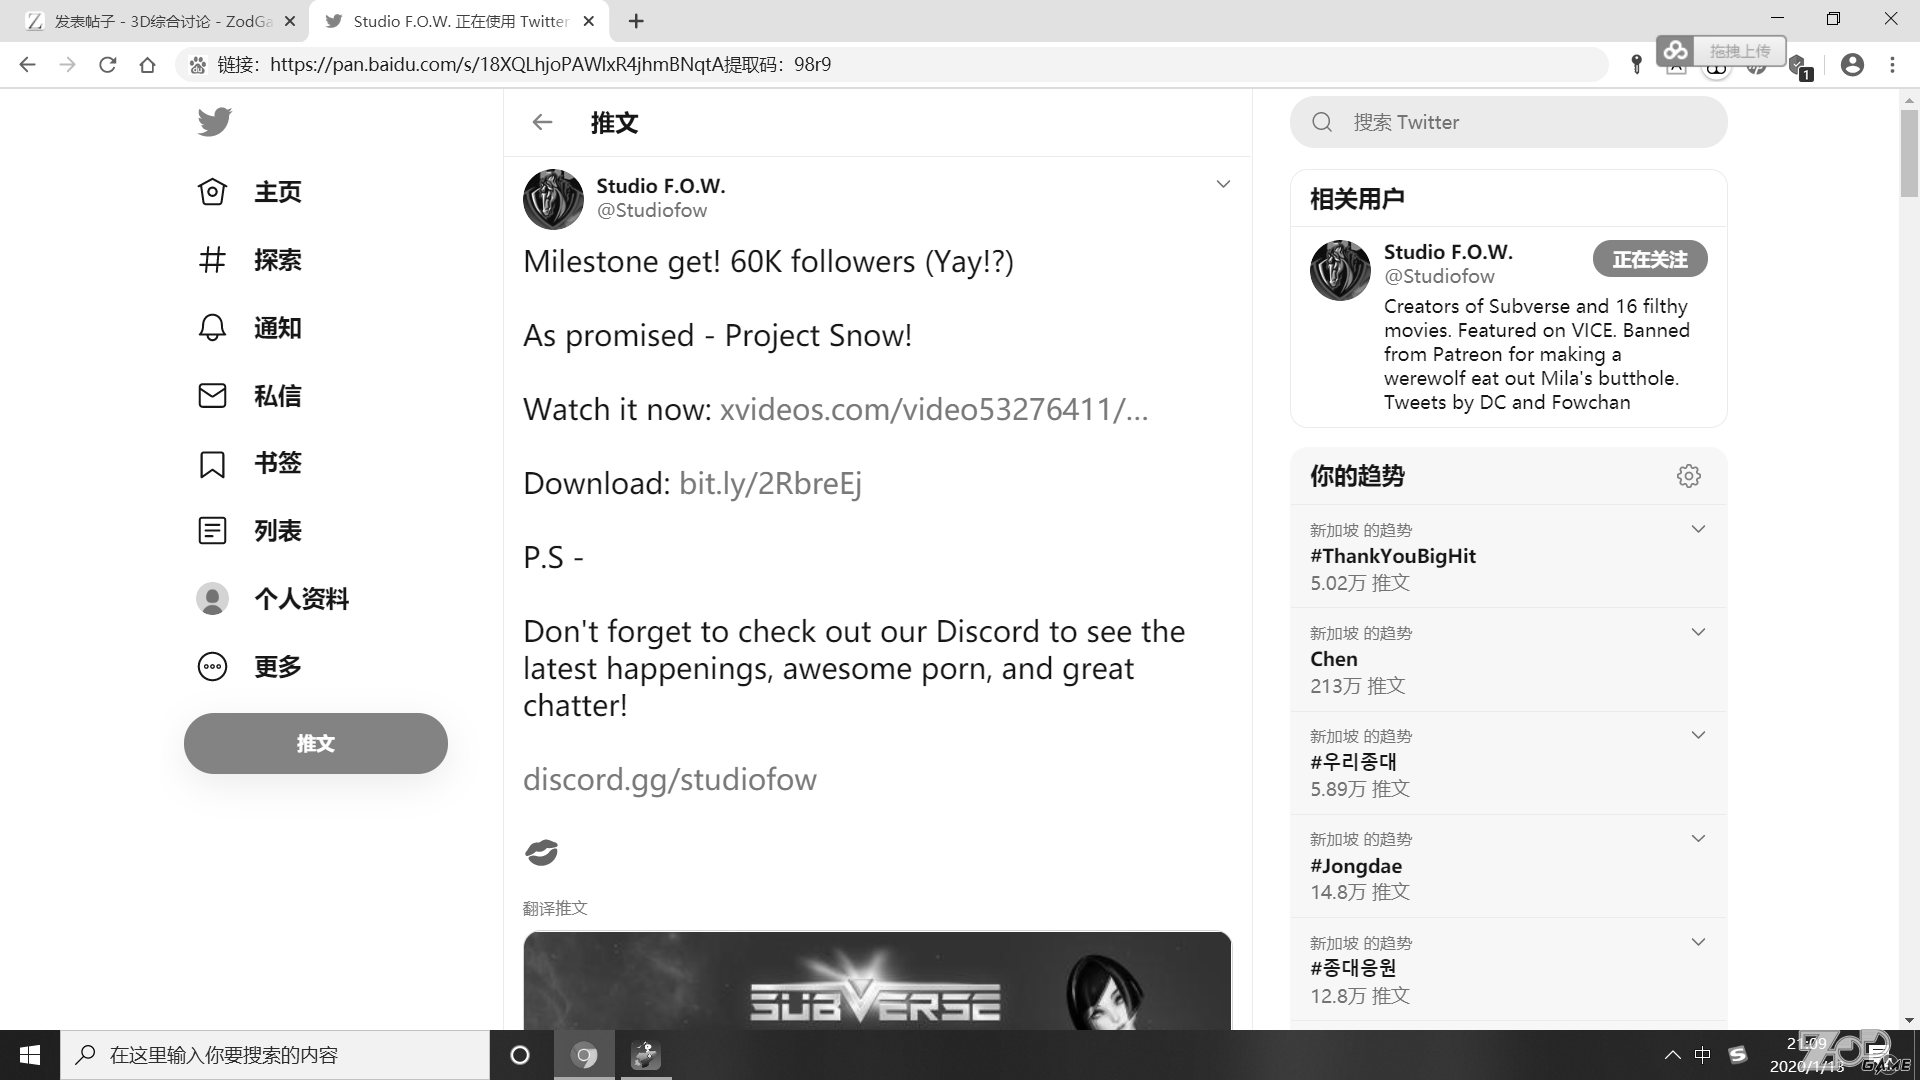 发表帖子 - 3D综合讨论 - ZodGa
Studio F.O.W. 正在使用 Twitter
链接：https://pan.baidu.com/s/18XQLhjoPAWlxR4jhmBNqtA提取码：98r9
拖拽上传
1
推文
搜索 Twitter
主页
探索
通知
私信
书签
列表
个人资料
更多
推文
Studio F.O.W.
@Studiofow
Milestone get! 60K followers (Yay!?)
As promised - Project Snow!
Watch it now: xvideos.com/video53276411/…
Download: bit.ly/2RbreEj
P.S -
Don't forget to check out our Discord to see the
latest happenings, awesome porn, and great
chatter!
discord.gg/studiofow
翻译推文
SUBVERSE
相关用户
Studio F.O.W.
正在关注
@Studiofow
Creators of Subverse and 16 filthy
movies. Featured on VICE. Banned
from Patreon for making a
werewolf eat out Mila's butthole.
Tweets by DC and Fowchan
你的趋势
新加坡 的趋势
#ThankYouBigHit
5.02万 推文
新加坡 的趋势
Chen
213万 推文
新加坡 的趋势
#우리종대
5.89万 推文
新加坡 的趋势
#Jongdae
14.8万 推文
新加坡 的趋势
#종대응원
12.8万 推文
在这里输入你要搜索的内容
中
21:09
2020/1/13
ZOD GAME